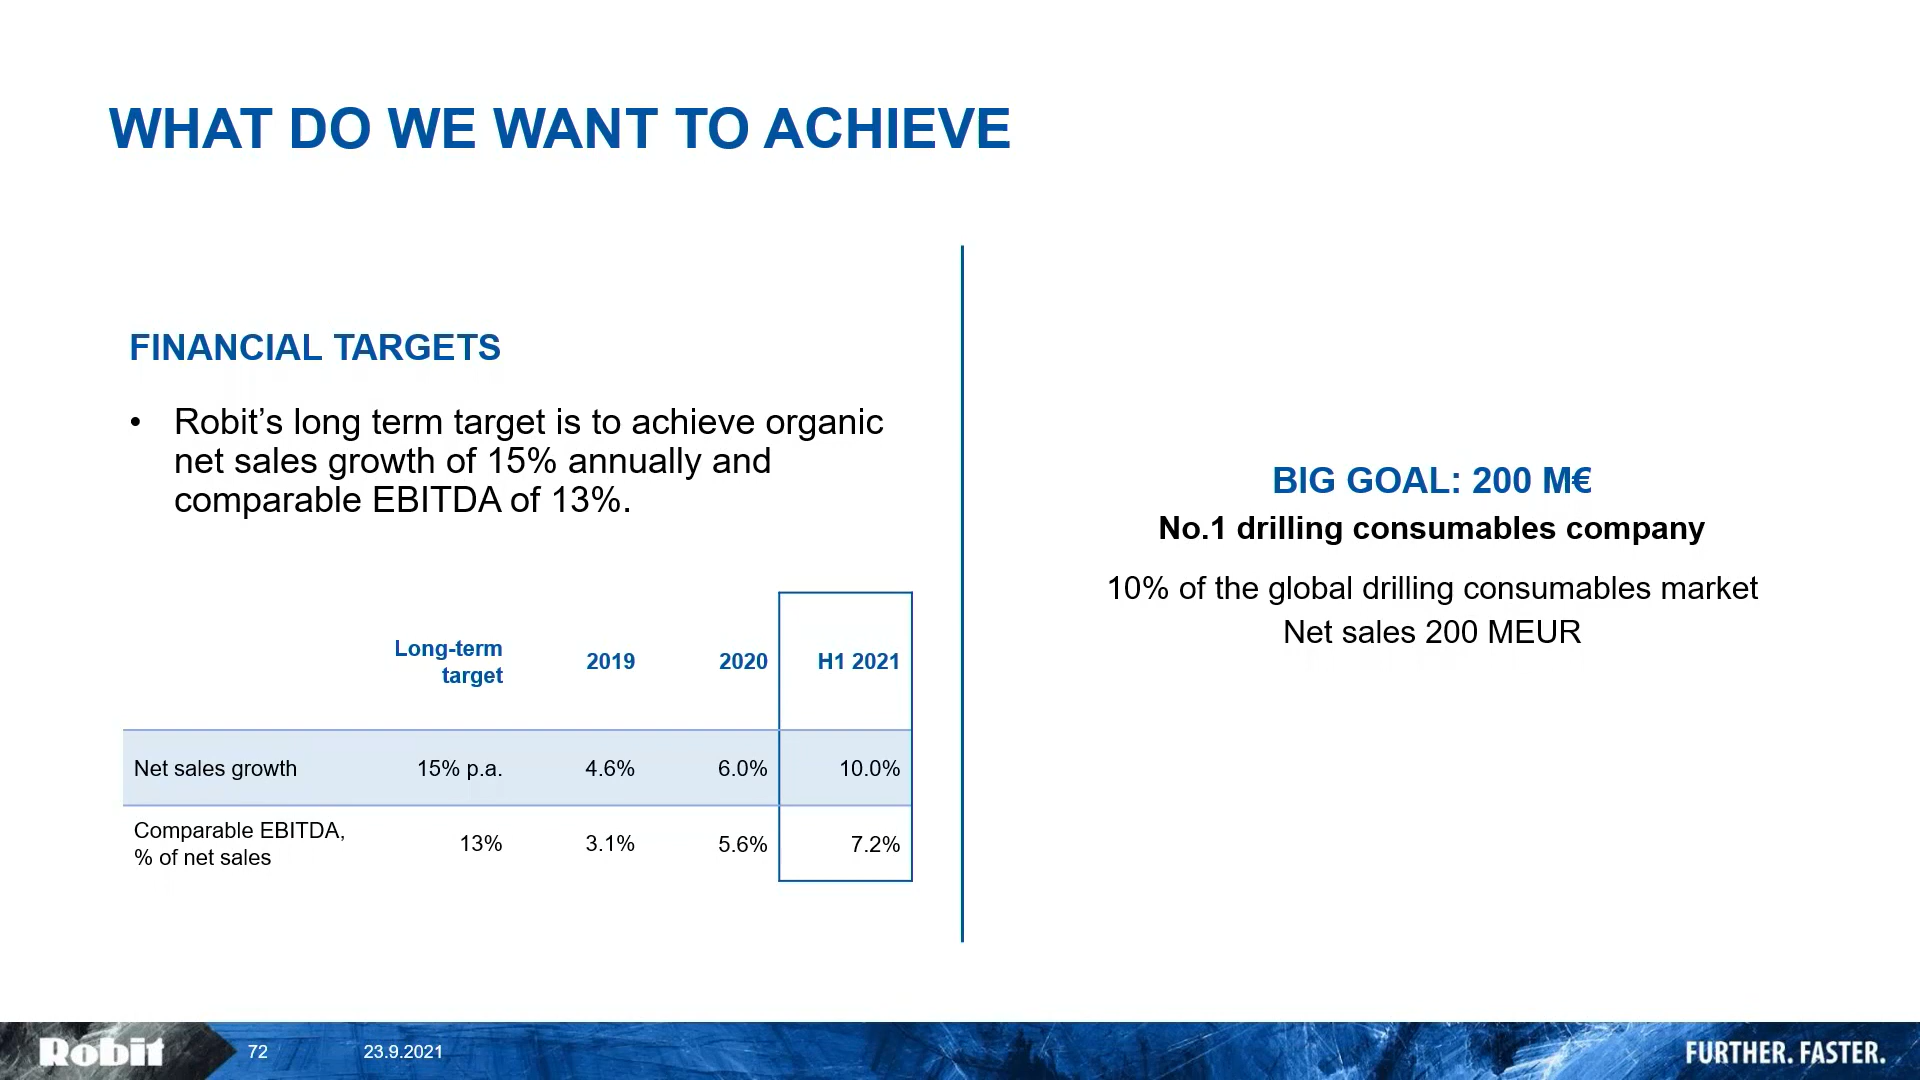 WHAT DO WE WANT TO ACHIEVE
FINANCIAL TARGETS
• Robit’s long term target is to achieve organic
net sales growth of 15% annually and
comparable EBITDA of 13%.
Long-term
target 2019 2020 H1 2021
Net sales growth 15% p.a. 4.6% 6.0% 10.0%
Comparable EBITDA,
% of net sales 13% 3.1% 5.6% 7.2%
BIG GOAL: 200 M€
No.1 drilling consumables company
10% of the global drilling consumables market
Net sales 200 MEUR
Robit 72 23.9.2021 FURTHER. FASTER.